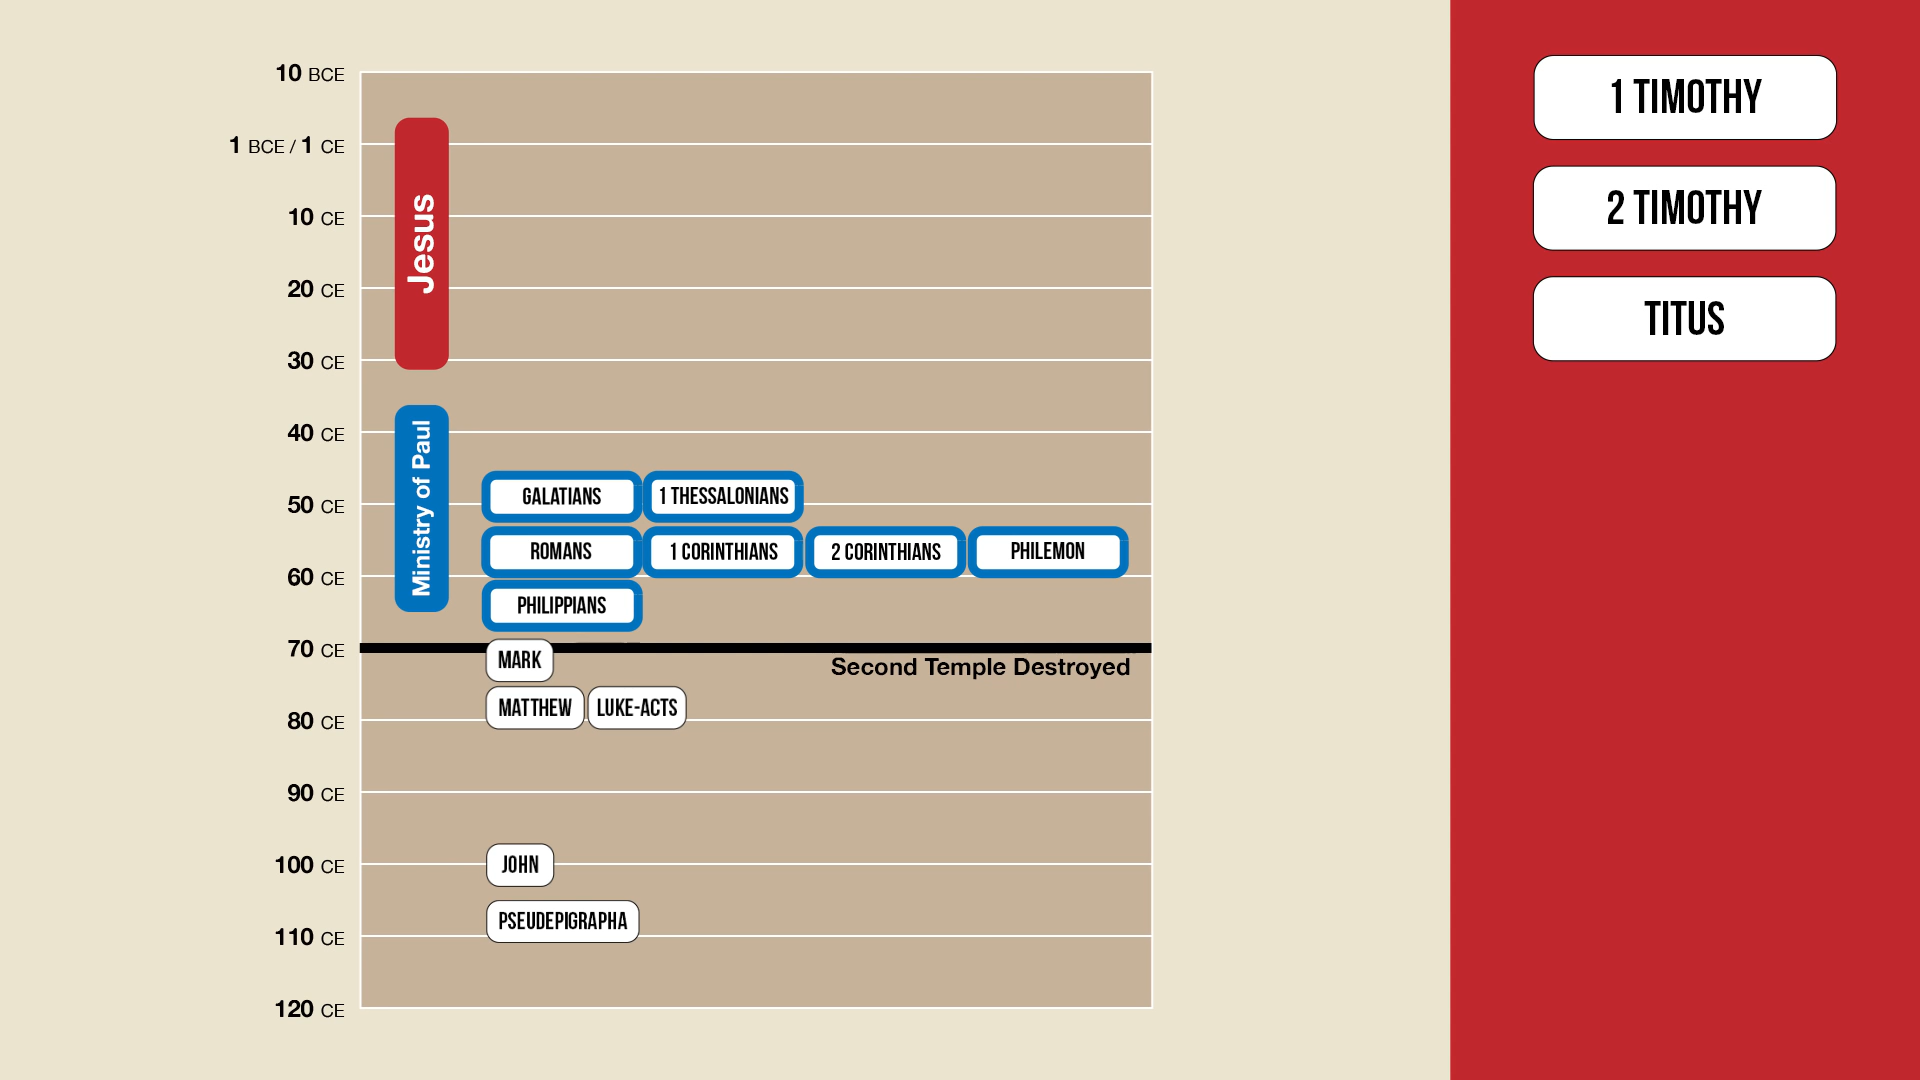 10 BCE
1 BCE / 1 CE
10 CE
20 CE
30 CE
40 CE
50 CE
60 CE
70 CE
80 CE
90 CE
100 CE
110 CE
120 CE
Jesus
Ministry of Paul
GALATIANS
1 THESSALONIANS
ROMANS
1 CORINTHIANS
2 CORINTHIANS
PHILEMON
PHILIPPIANS
MARK
Second Temple Destroyed
MATTHEW
LUKE-ACTS
JOHN
PSEUDEPIGRAPHA
1 TIMOTHY
2 TIMOTHY
TITUS